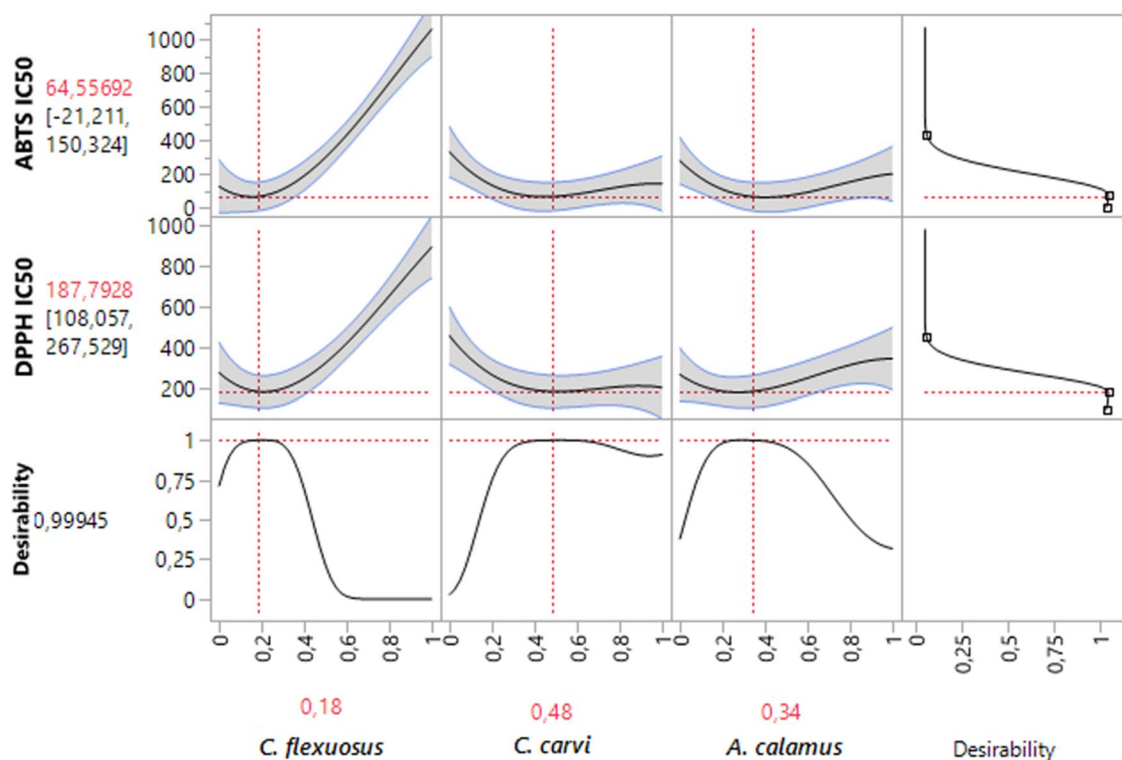 ABTS IC50
64,55692
[-21,211,
150,324]
1000
800
600
400
200
0
DPPH IC50
187,7928
[108,057,
267,529]
1000
800
600
400
200
Desirability
0,99945
1
0,75
0,5
0,25
0
0 0,2 0,4 0,6 0,8 1
0 0,2 0,4 0,6 0,8 1
0 0,2 0,4 0,6 0,8 1
0 0,25 0,5 0,75 1
0,18 0,48 0,34
C. flexuosus C. carvi A. calamus Desirability